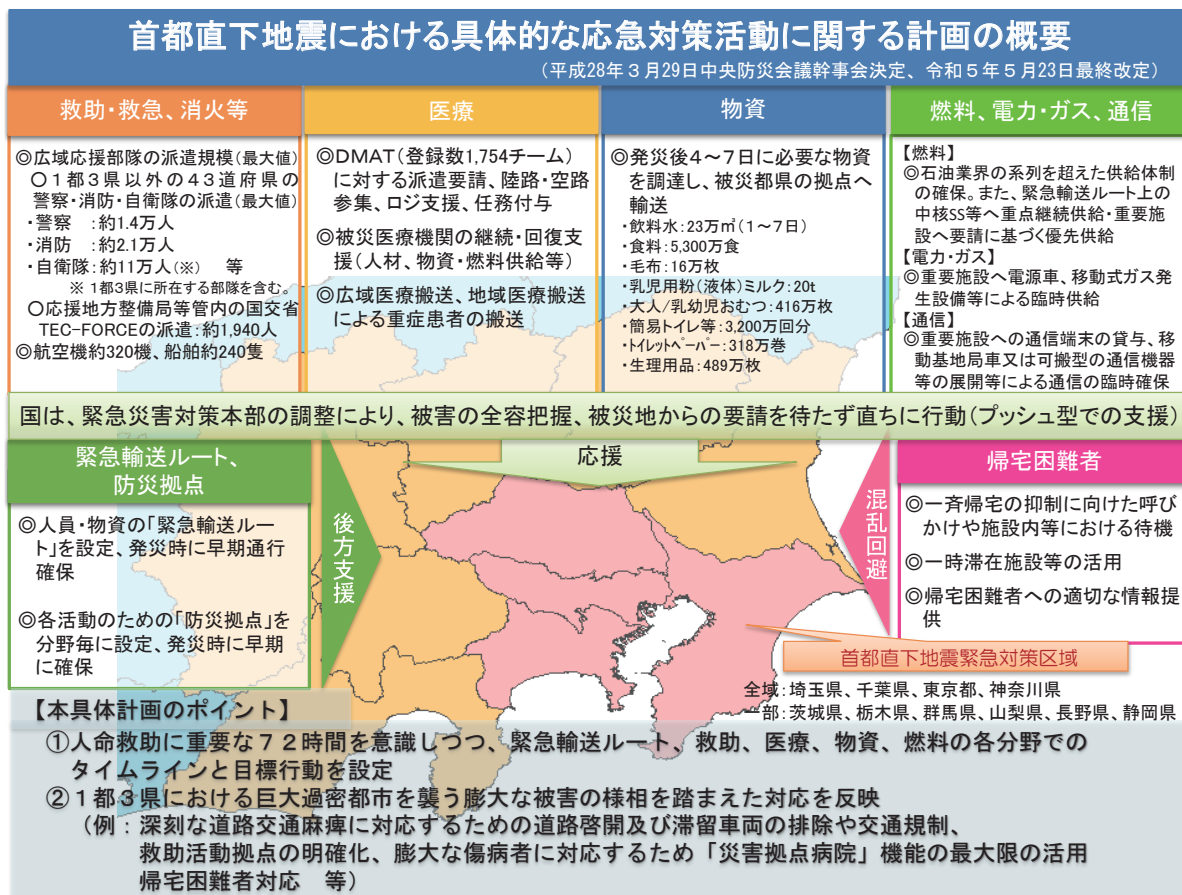 首都直下地震における具体的な応急対策活動に関する計画の概要
(平成28年3月29日中央防災会議幹事会決定、令和5年5月23日最終改定)
救助・救急、消火等
◎広域応援部隊の派遣規模(最大値)
○1都3県以外の43道府県の
警察・消防・自衛隊の派遣(最大値)
・警察 :約1.4万人
・消防 :約2.1万人
・自衛隊:約11万人(※) 等
※ 1都3県に所在する部隊を含む。
○応援地方整備局等管内の国交省
TEC-FORCEの派遣:約1,940人
◎航空機約320機、船舶約240隻
医療
◎DMAT(登録数1,754チーム)
に対する派遣要請、陸路・空路
参集、ロジ支援、任務付与
◎被災医療機関の継続・回復支
援(人材、物資・燃料供給等)
◎広域医療搬送、地域医療搬送
による重症患者の搬送
物資
◎発災後4~7日に必要な物資
を調達し、被災都県の拠点へ
輸送
・飲料水:23万㎥(1~7日)
・食料:5,300万食
・毛布:16万枚
・乳児用粉(液体)ミルク:20t
・大人/乳幼児おむつ:416万枚
・簡易トイレ等:3,200万回分
・トイレットペーパー:318万巻
・生理用品:489万枚
燃料、電力・ガス、通信
【燃料】
◎石油業界の系列を超えた供給体制
の確保。また、緊急輸送ルート上の
中核SS等へ重点継続供給・重要施
設へ要請に基づく優先供給
【電力・ガス】
◎重要施設へ電源車、移動式ガス発
生設備等による臨時供給
【通信】
◎重要施設への通信端末の貸与、移
動基地局車又は可搬型の通信機器
等の展開等による通信の臨時確保
国は、緊急災害対策本部の調整により、被害の全容把握、被災地からの要請を待たず直ちに行動(プッシュ型での支援)
緊急輸送ルート、
防災拠点
◎人員・物資の「緊急輸送ルー
ト」を設定、発災時に早期通行
確保
◎各活動のための「防災拠点」を
分野毎に設定、発災時に早期
に確保
後方支援
応援
混乱回避
帰宅困難者
◎一斉帰宅の抑制に向けた呼び
かけや施設内等における待機
◎一時滞在施設等の活用
◎帰宅困難者への適切な情報提
供
首都直下地震緊急対策区域
全域:埼玉県、千葉県、東京都、神奈川県
一部:茨城県、栃木県、群馬県、山梨県、長野県、静岡県
【本具体計画のポイント】
①人命救助に重要な72時間を意識しつつ、緊急輸送ルート、救助、医療、物資、燃料の各分野での
タイムラインと目標行動を設定
②1都3県における巨大過密都市を襲う膨大な被害の様相を踏まえた対応を反映
(例:深刻な道路交通麻痺に対応するための道路啓開及び滞留車両の排除や交通規制、
救助活動拠点の明確化、膨大な傷病者に対応するため「災害拠点病院」機能の最大限の活用
帰宅困難者対応 等)